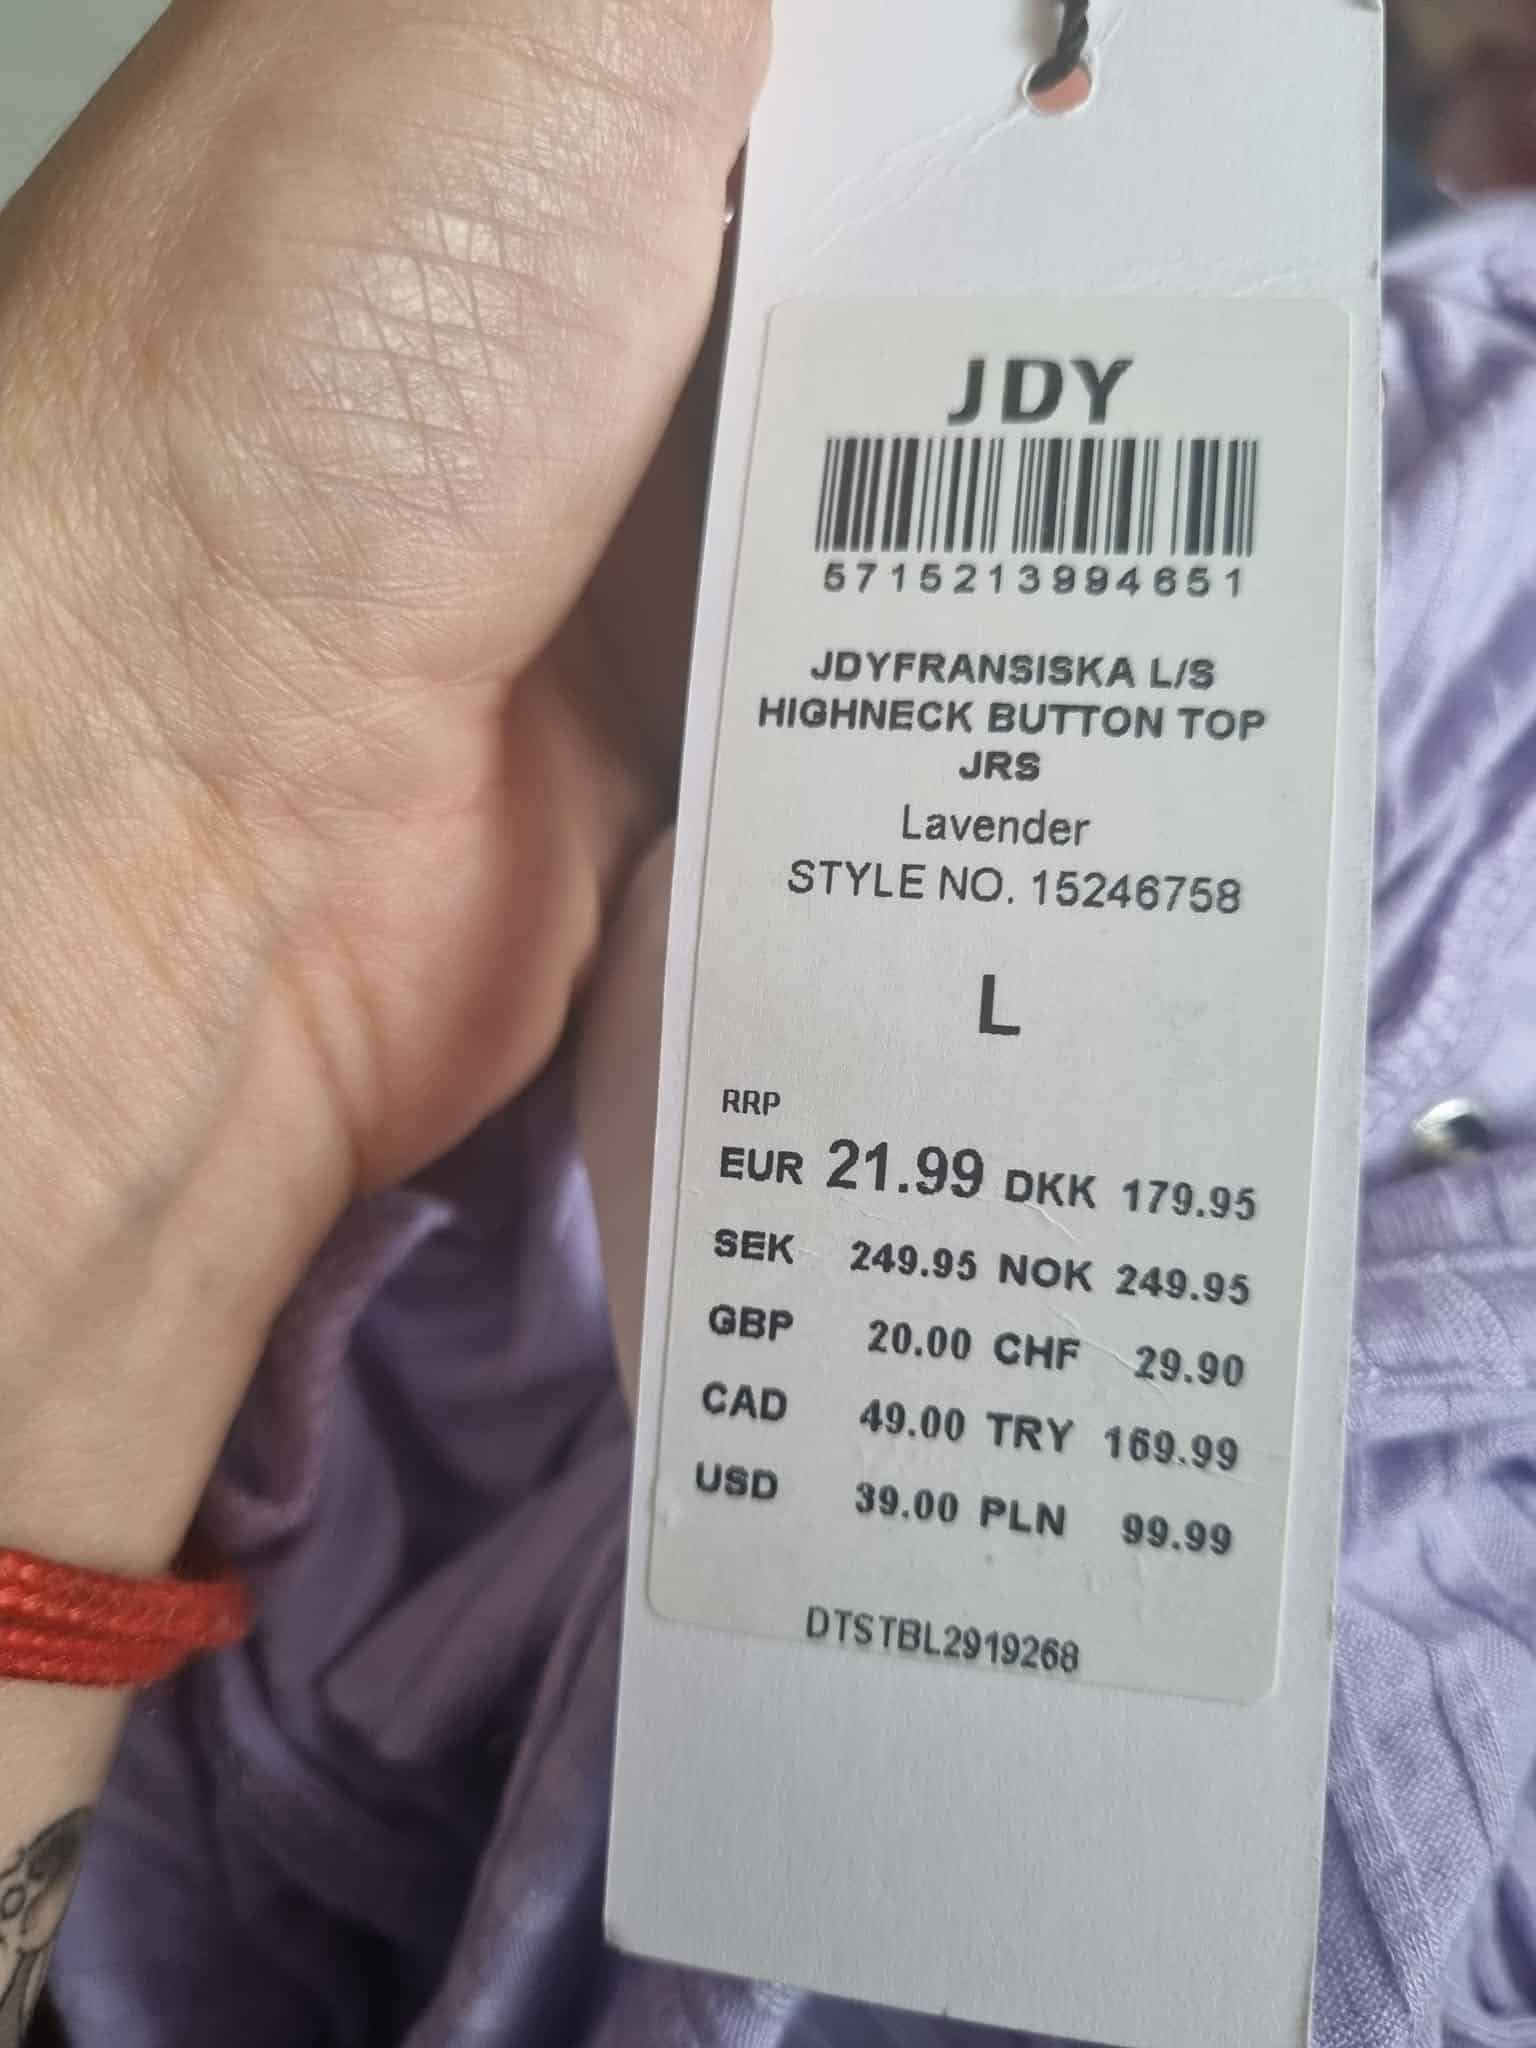 JDY
5715213994651
JDYFRANSISKA L/S
HIGHNECK BUTTON TOP
JRS
Lavender
STYLE NO. 15246758
L
RRP
EUR 21.99 DKK 179.95
SEK 249.95 NOK 249.95
GBP 20.00 CHF 29.90
CAD 49.00 TRY 169.99
USD 39.00 PLN 99.99
DTSTBL2919268